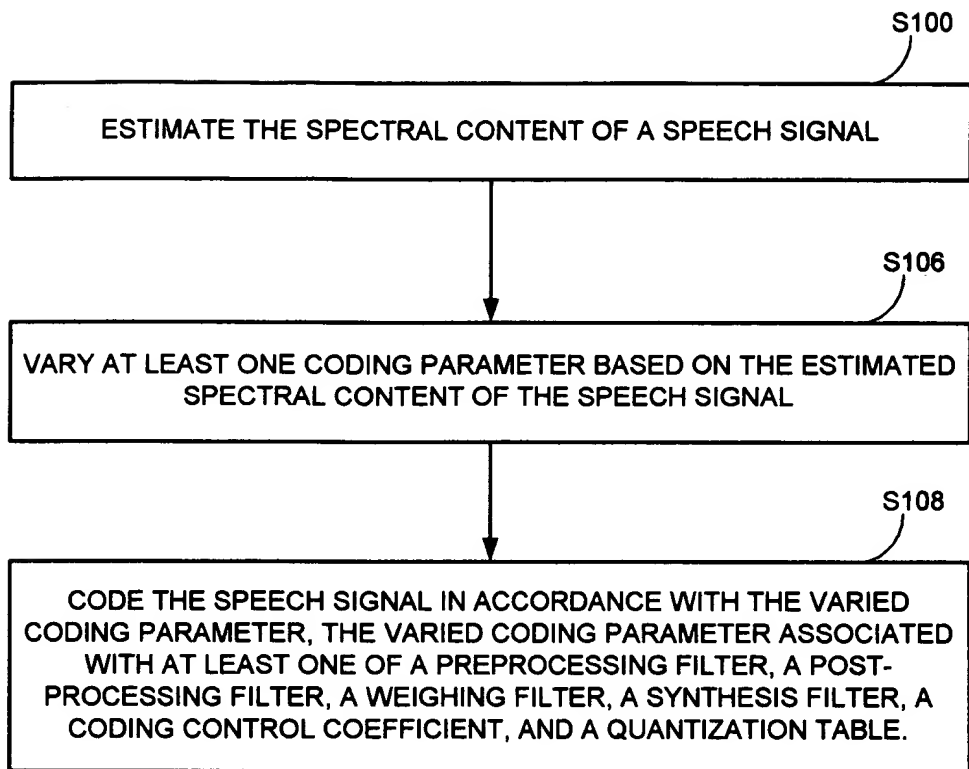 S100
ESTIMATE THE SPECTRAL CONTENT OF A SPEECH SIGNAL
S106
VARY AT LEAST ONE CODING PARAMETER BASED ON THE ESTIMATED
SPECTRAL CONTENT OF THE SPEECH SIGNAL
S108
CODE THE SPEECH SIGNAL IN ACCORDANCE WITH THE VARIED
CODING PARAMETER, THE VARIED CODING PARAMETER ASSOCIATED
WITH AT LEAST ONE OF A PREPROCESSING FILTER, A POST-
PROCESSING FILTER, A WEIGHING FILTER, A SYNTHESIS FILTER, A
CODING CONTROL COEFFICIENT, AND A QUANTIZATION TABLE.